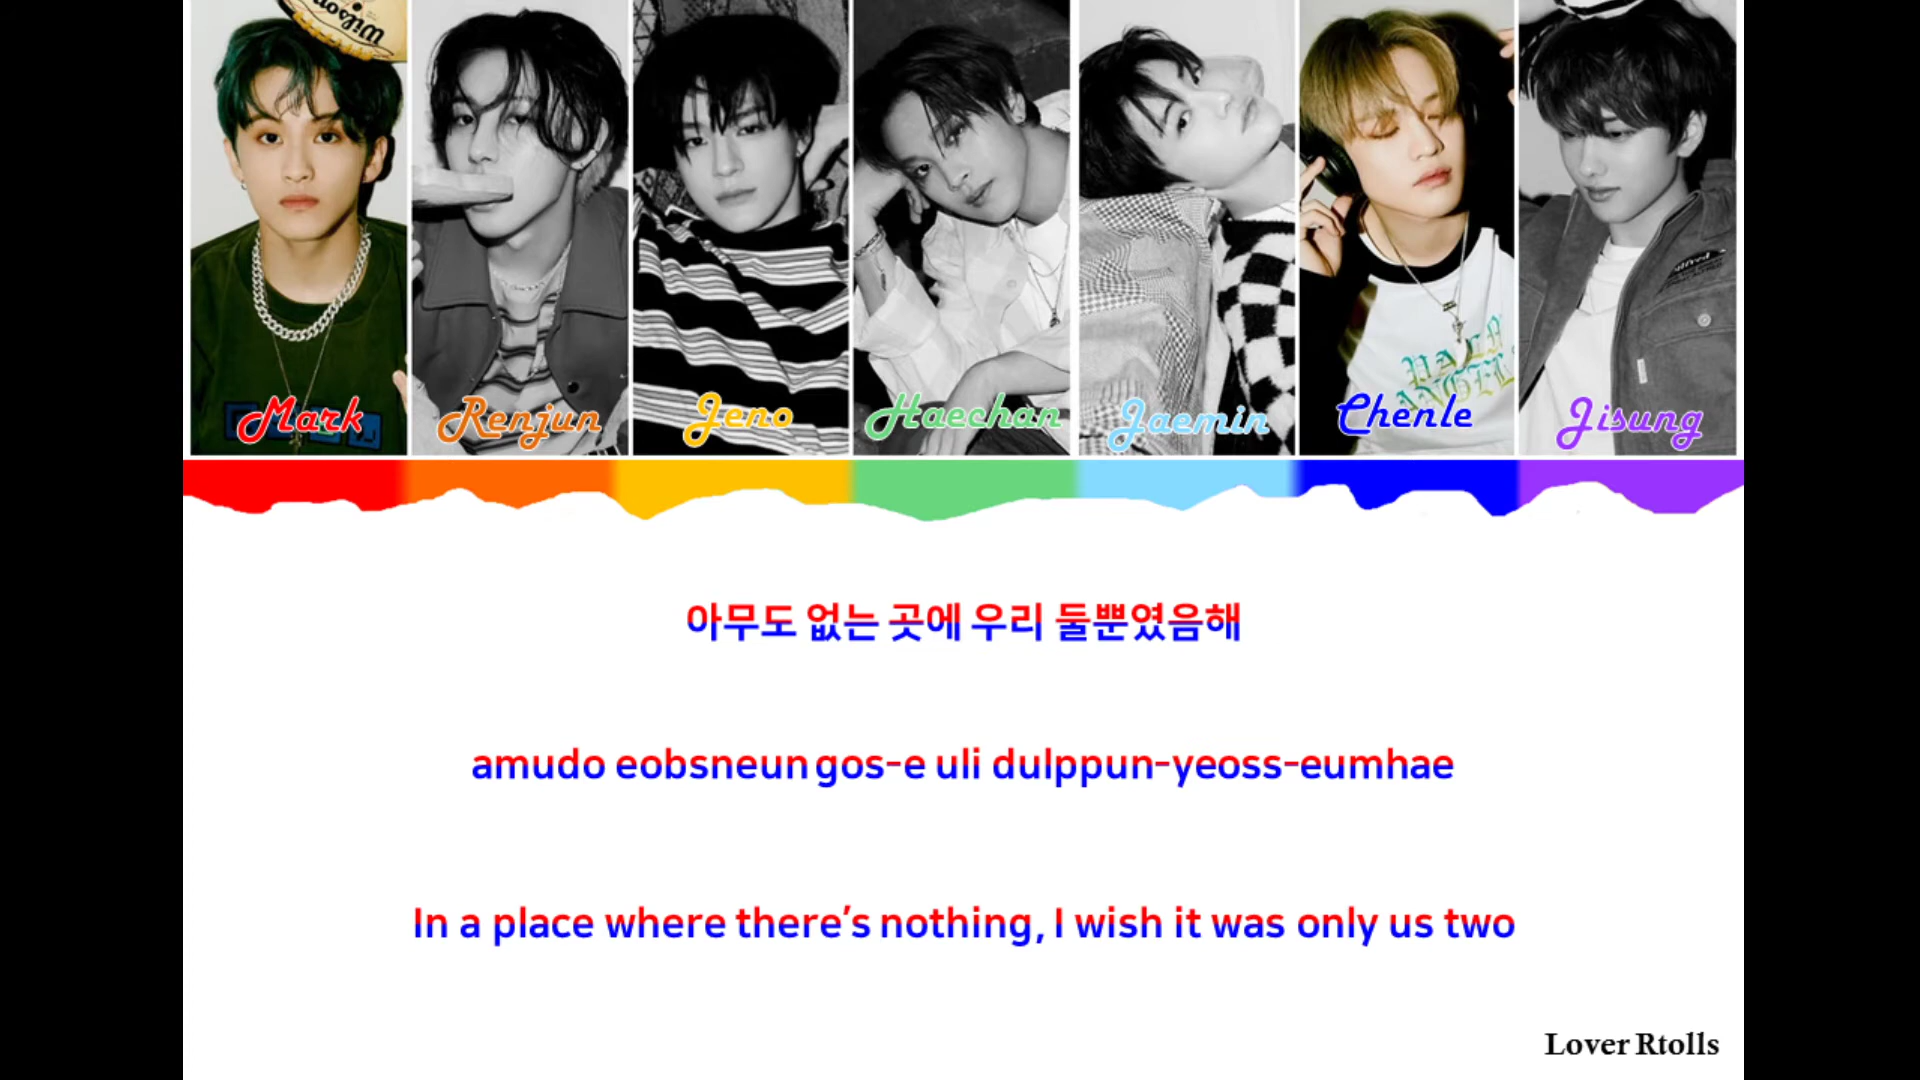 Wilson
Mark Renjun Jeno Haechan Jaemin Chenle Jisung
아무도 없는 곳에 우리 둘뿐였음해
amudo eobsneun gos-e uli dulppun-yeoss-eumhae
In a place where there's nothing, I wish it was only us two
Lover Rtolls